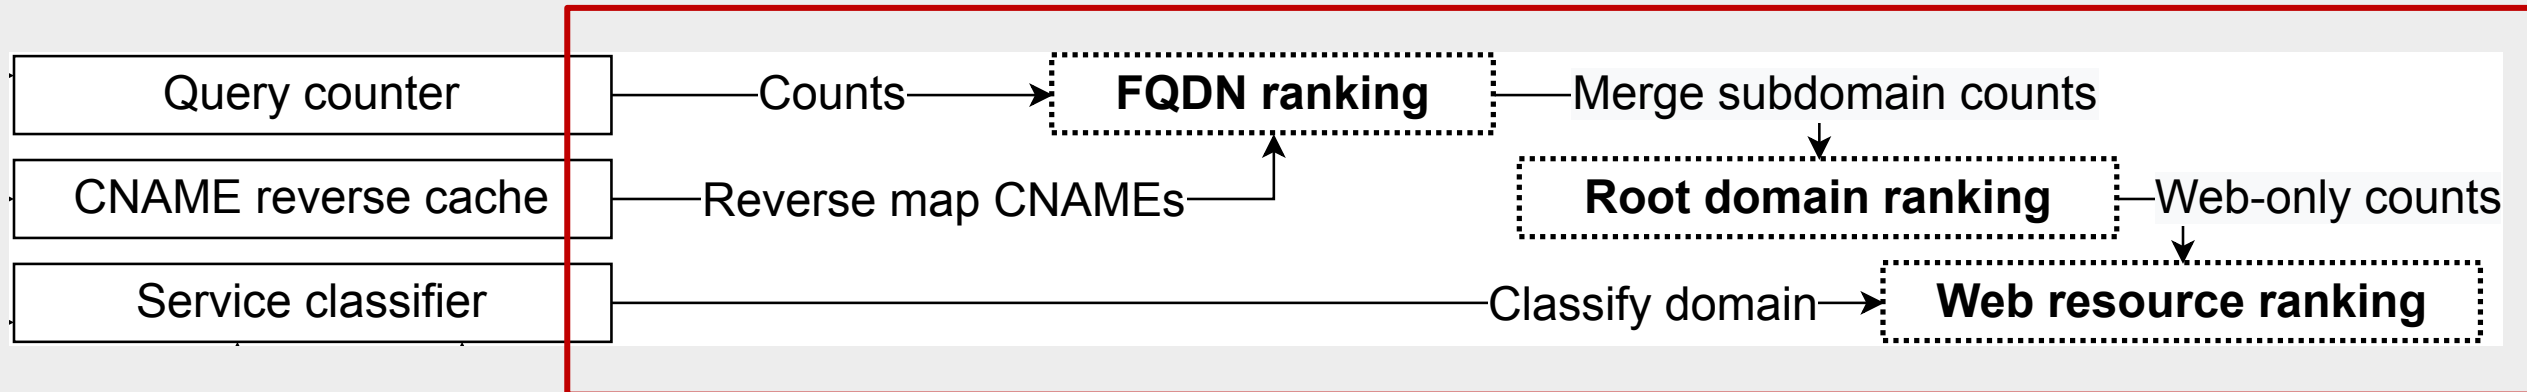 Query counter
Counts
FQDN ranking
Merge subdomain counts
CNAME reverse cache
Reverse map CNAMEs
Root domain ranking
Web-only counts
Service classifier
Classify domain
Web resource ranking